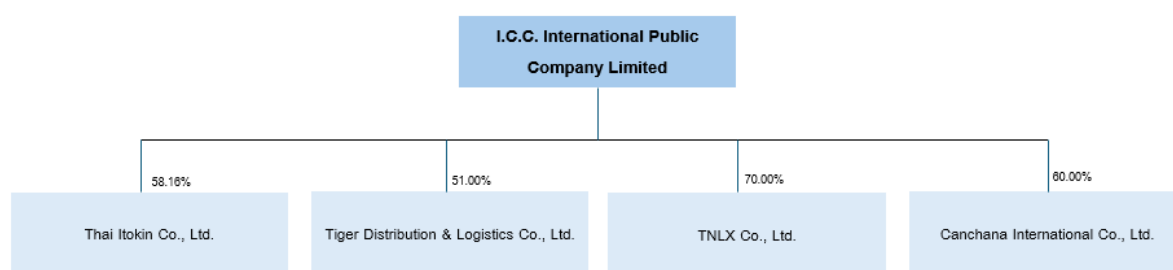 I.C.C. International Public
Company Limited
58.16%
51.00%
70.00%
60.00%
Thai Itokin Co., Ltd.
Tiger Distribution & Logistics Co., Ltd.
TNLX Co., Ltd.
Canchana International Co., Ltd.